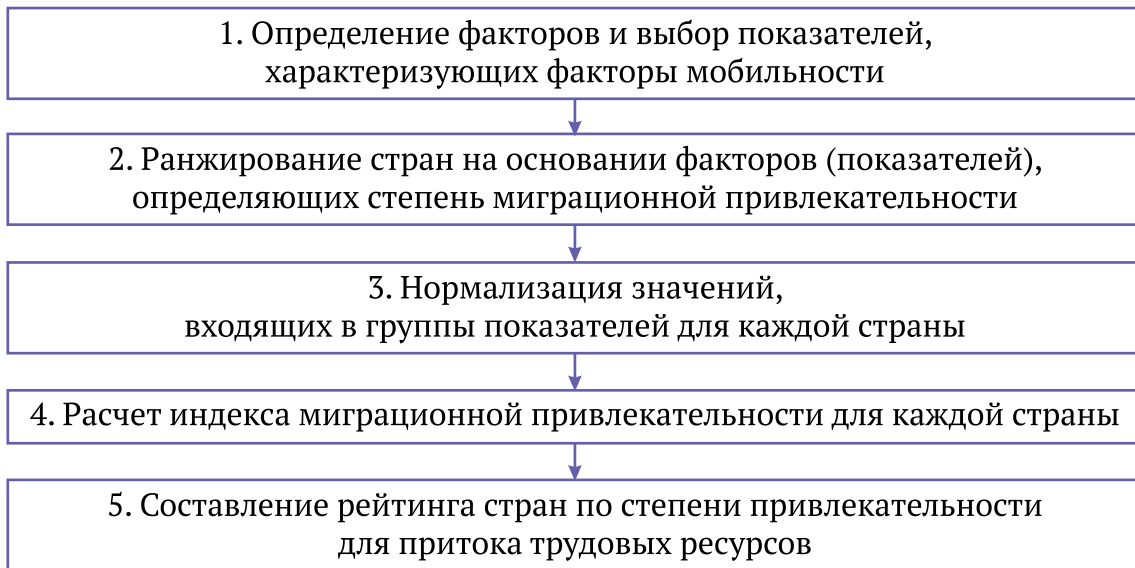 1. Определение факторов и выбор показателей,
характеризующих факторы мобильности
2. Ранжирование стран на основании факторов (показателей),
определяющих степень миграционной привлекательности
3. Нормализация значений,
входящих в группы показателей для каждой страны
4. Расчет индекса миграционной привлекательности для каждой страны
5. Составление рейтинга стран по степени привлекательности
для притока трудовых ресурсов